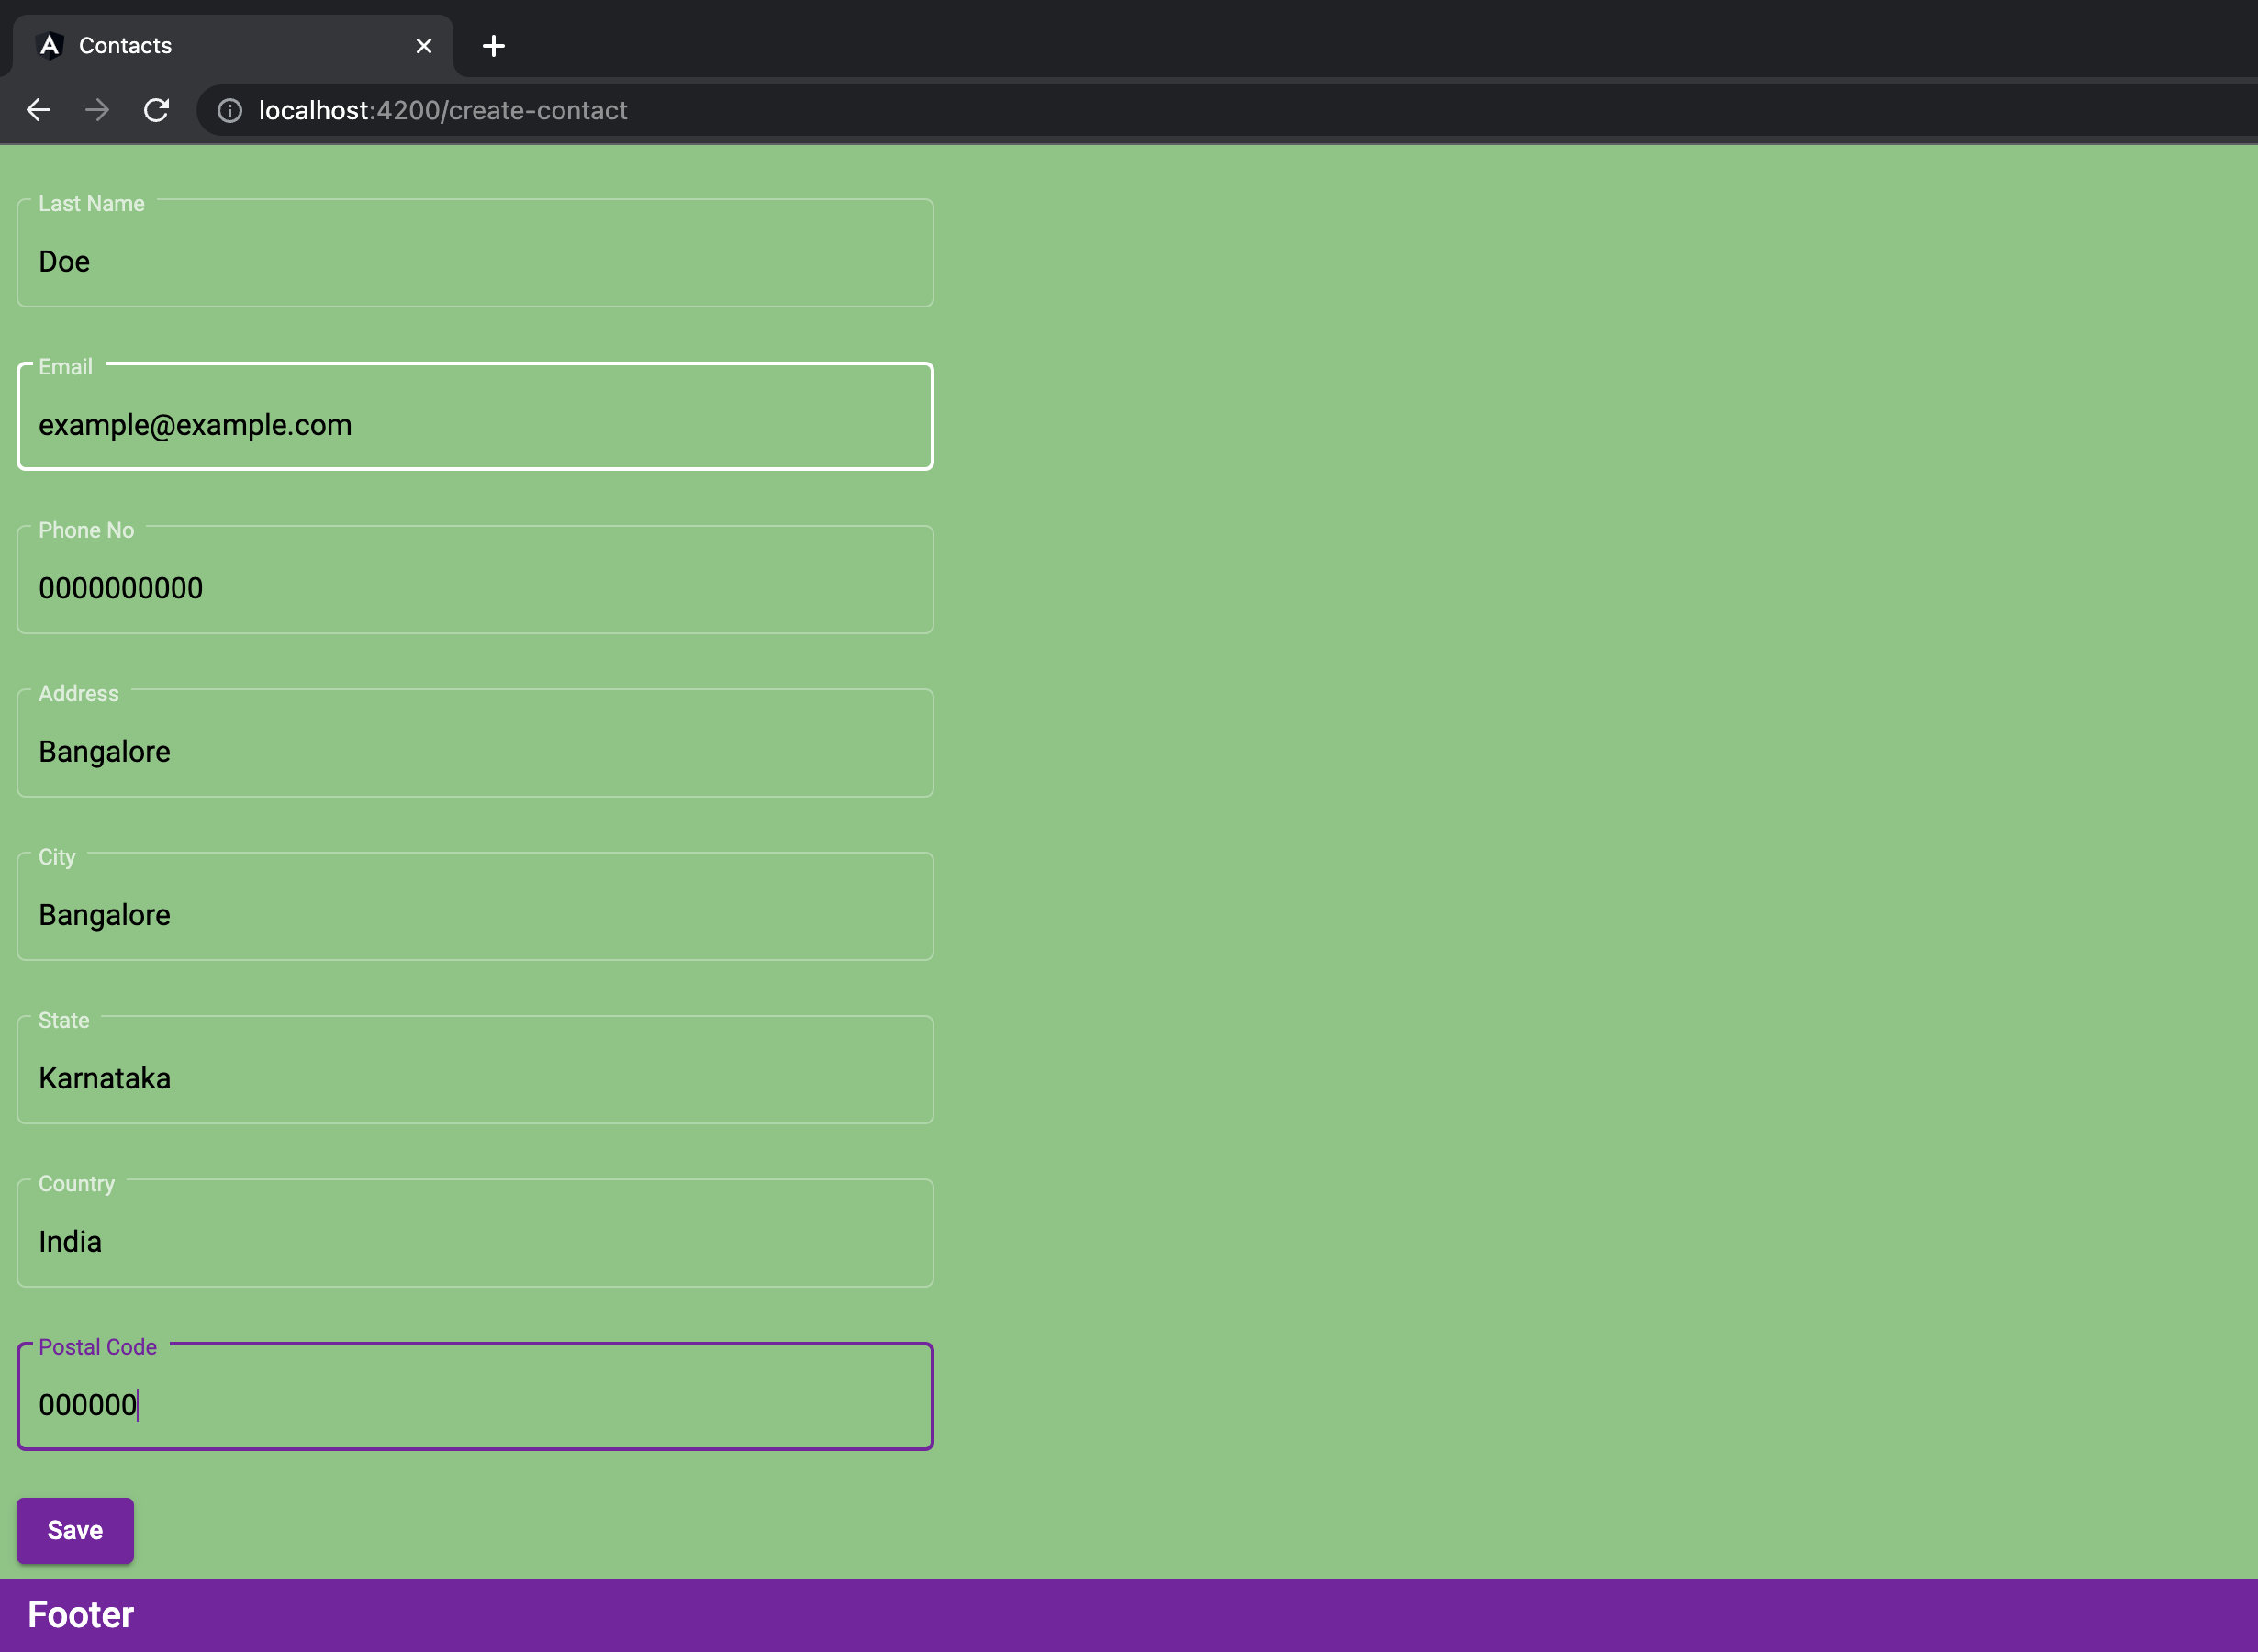 Contacts
localhost:4200/create-contact
Last Name
Doe
Email
example@example.com
Phone No
0000000000
Address
Bangalore
City
Bangalore
State
Karnataka
Country
India
Postal Code
000000
Save
Footer